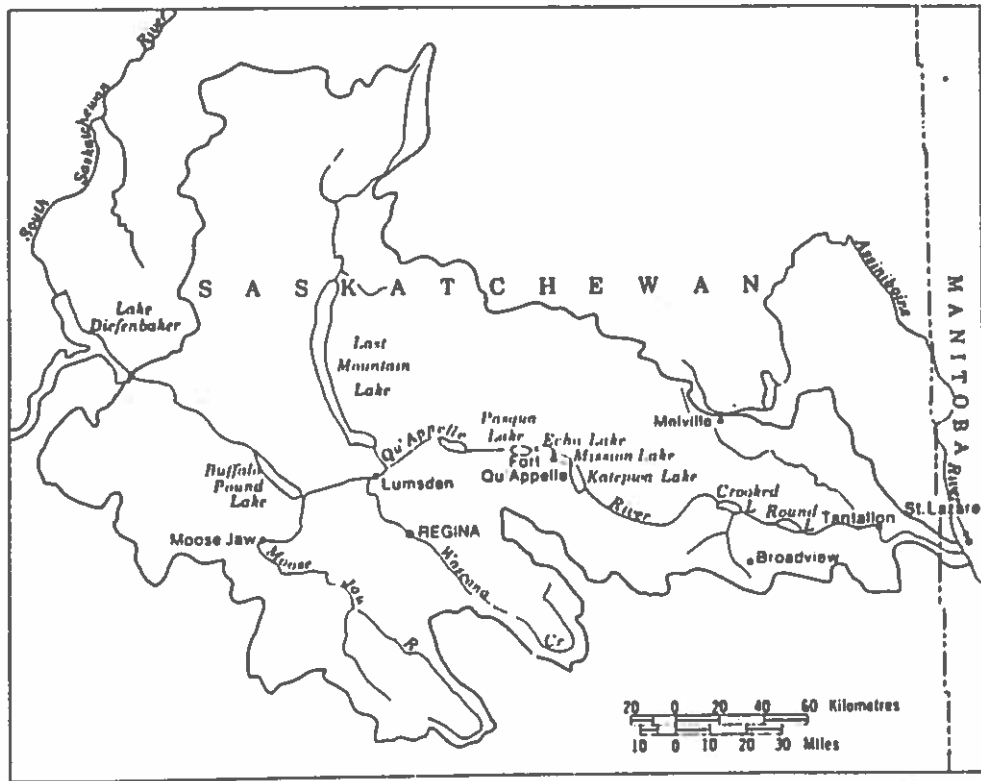 South Saskatchewan River
SASKATCHEWAN
MANITOBA
Assiniboine River
Lake
Diefenbaker
Last
Mountain
Lake
Qu'Appelle River
Pasqua
Lake
Echo Lake
Fort
Qu'Appelle
Mission Lake
Katepwa Lake
Melville
Buffalo
Pound
Lake
Lumsden
Crooked L
Round L
Tantallon
St. Lazare
Moose Jaw
REGINA
Broadview
Moose Jaw R
Wascana Cr
20 0 20 40 60 Kilometres
10 0 10 20 30 Miles